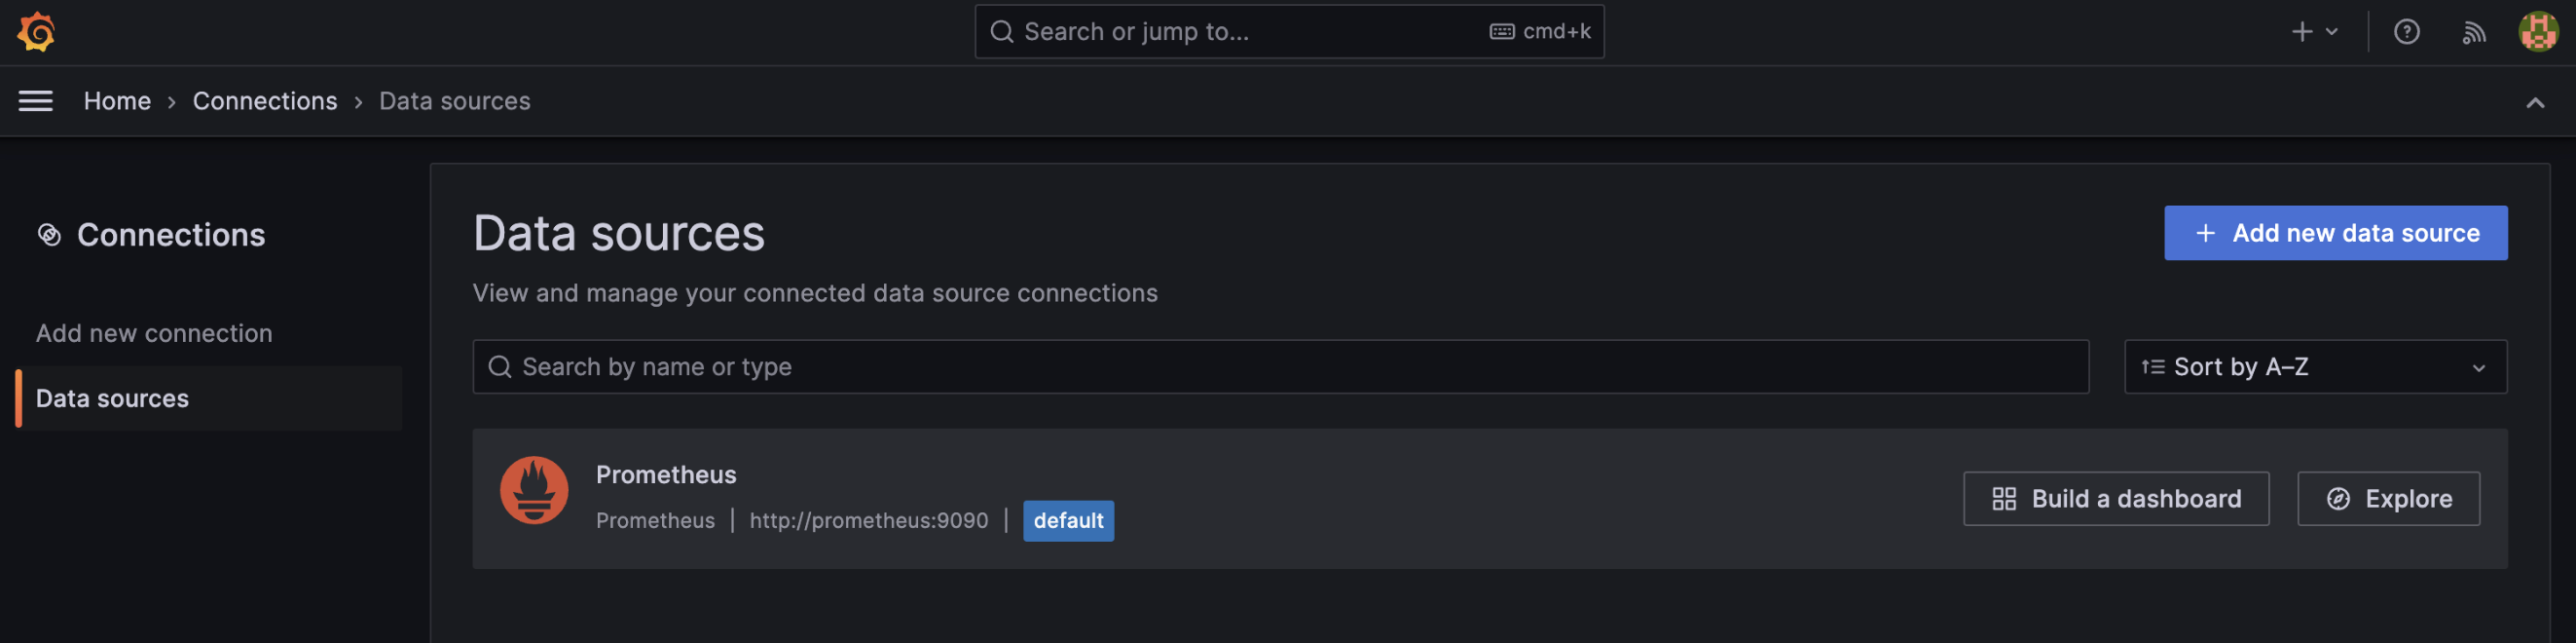 Search or jump to...
cmd+k
Home › Connections › Data sources
Connections
Add new connection
Data sources
Data sources
Add new data source
View and manage your connected data source connections
Search by name or type
Sort by A–Z
Prometheus
Prometheus | http://prometheus:9090 | default
Build a dashboard
Explore